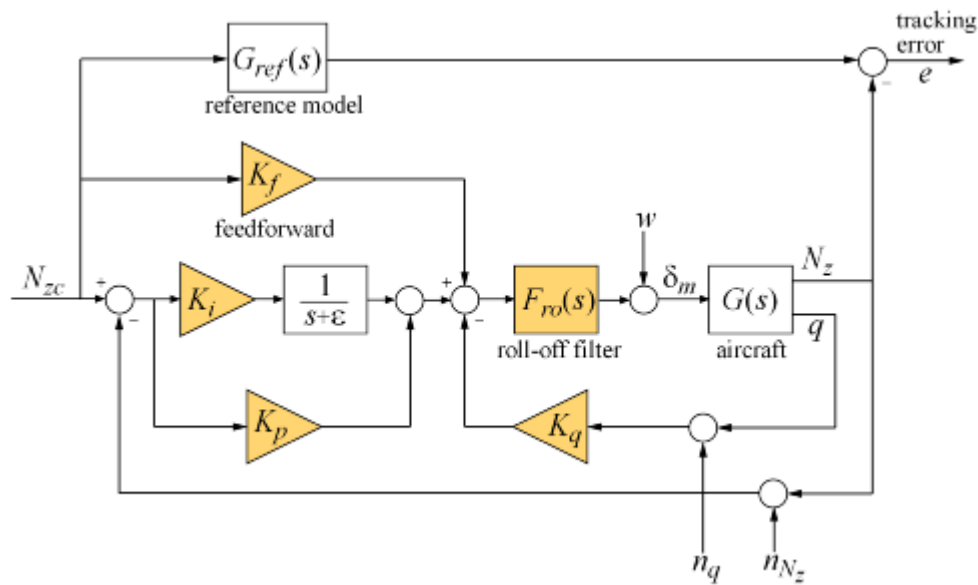 tracking
error
e
G_ref(s)
reference model
-
K_f
feedforward
w
N_zc
+
-
K_i
1
s+ε
+
-
F_ro(s)
roll-off filter
δ_m
G(s)
aircraft
N_z
q
K_p
K_q
n_q
n_N_z